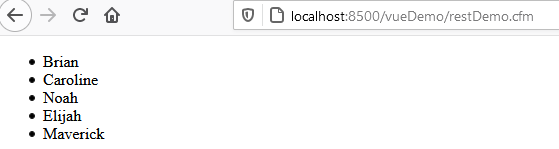 localhost:8500/vueDemo/restDemo.cfm
Brian
Caroline
Noah
Elijah
Maverick